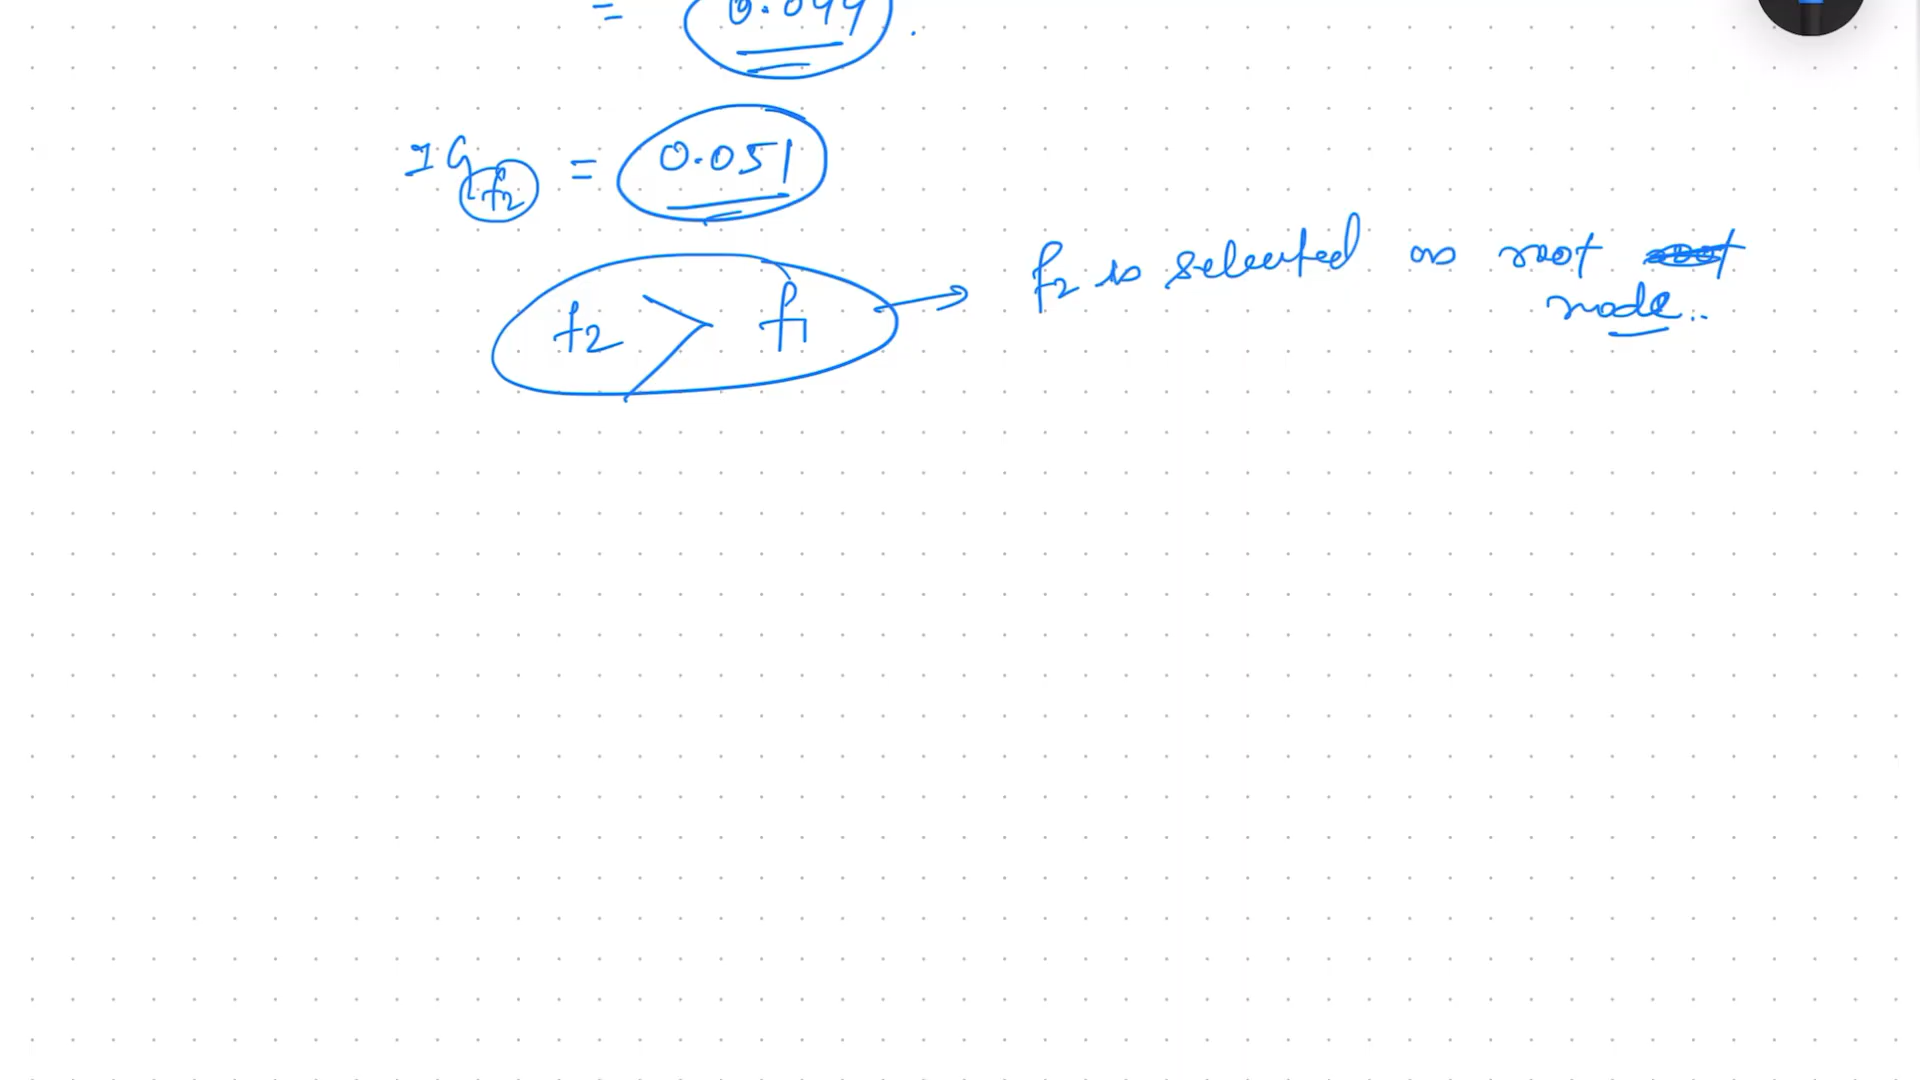 =
IG f2 = 0.051
f2 > f1 → f2 is selected as root
node..